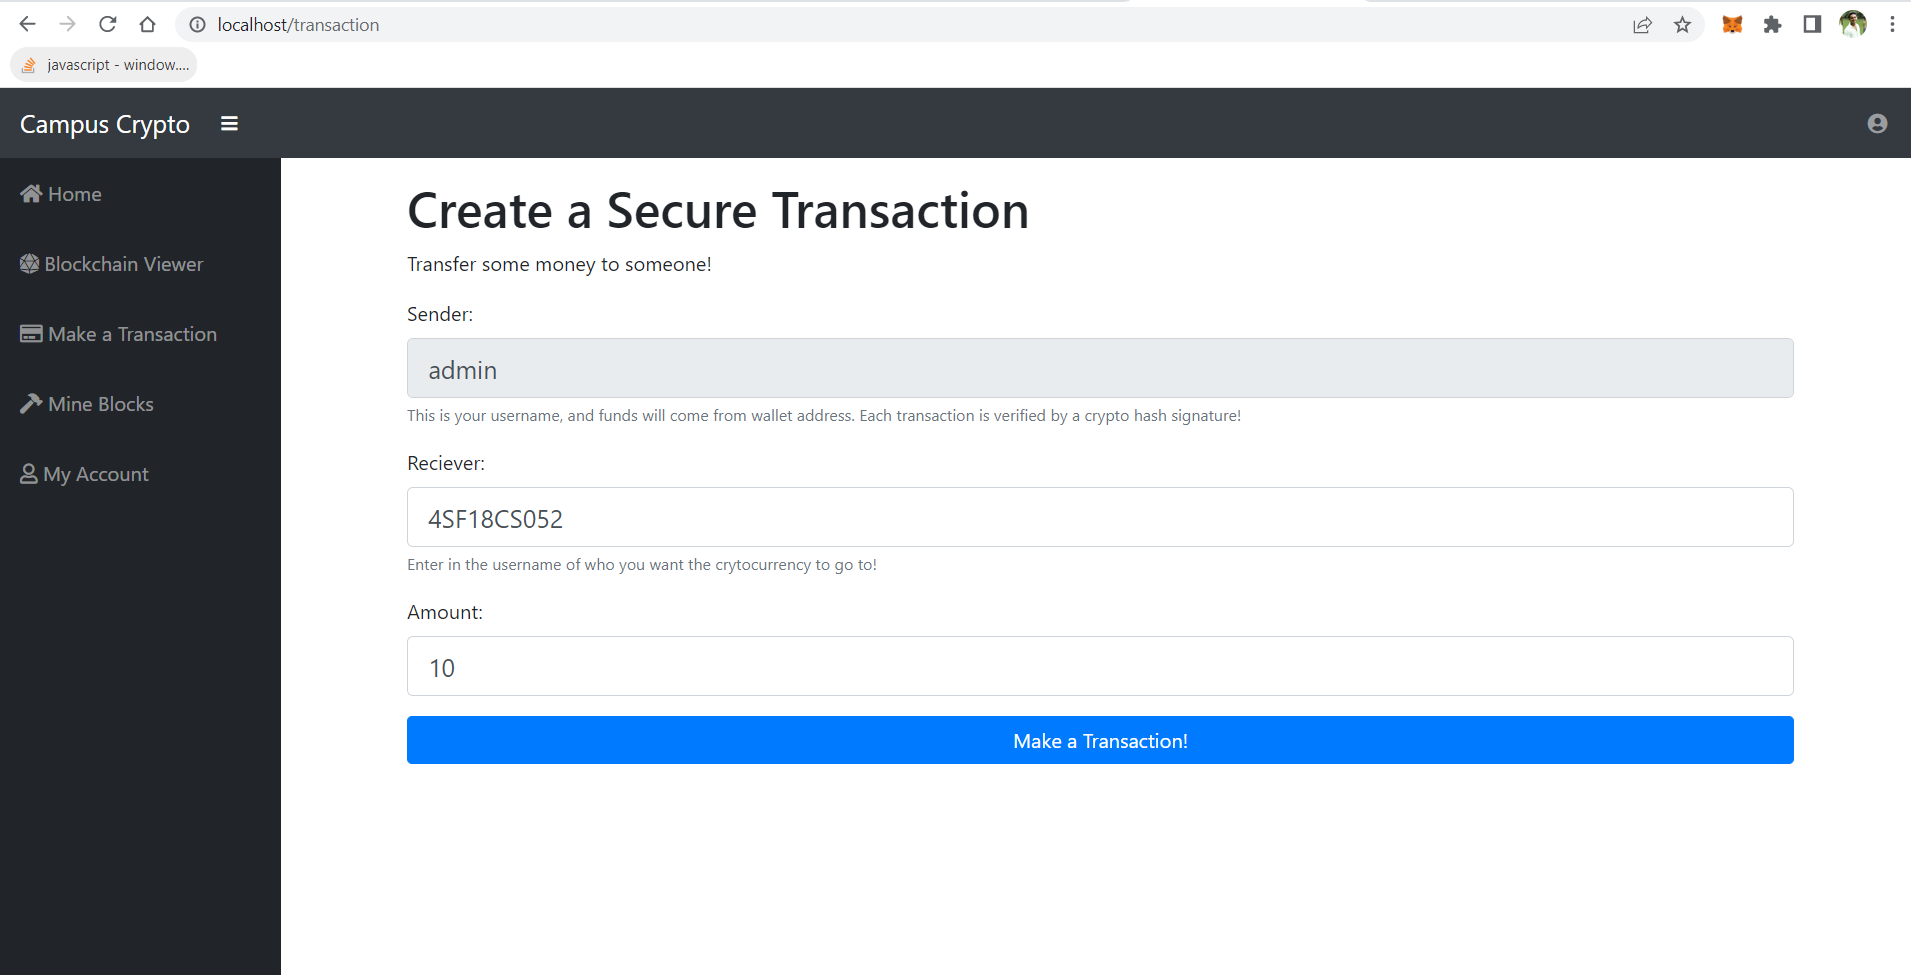 localhost/transaction
javascript - window....
Campus Crypto
Home
Blockchain Viewer
Make a Transaction
Mine Blocks
My Account
Create a Secure Transaction
Transfer some money to someone!
Sender:
admin
This is your username, and funds will come from wallet address. Each transaction is verified by a crypto hash signature!
Reciever:
4SF18CS052
Enter in the username of who you want the crytocurrency to go to!
Amount:
10
Make a Transaction!